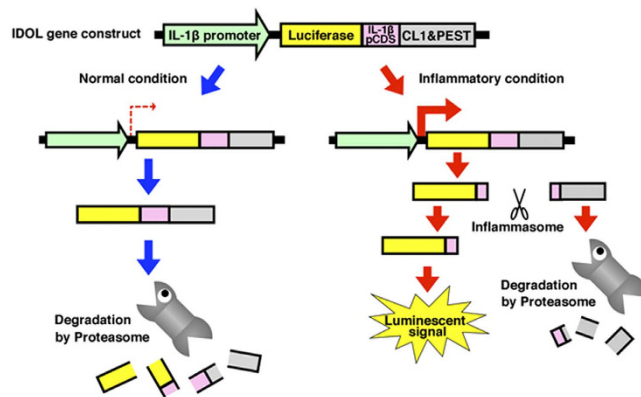 IDOL gene construct
IL-1β promoter
Luciferase
IL-1β
pCDS
CL1&PEST
Normal condition
Inflammatory condition
Inflammasome
Degradation
by Proteasome
Luminescent
signal
Degradation
by Proteasome